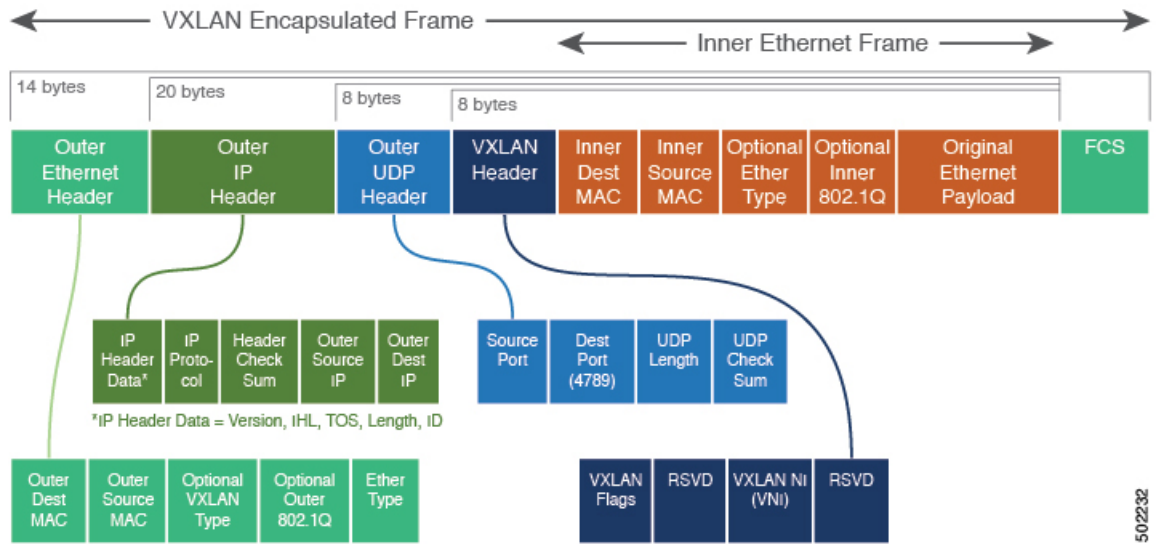 VXLAN Encapsulated Frame
Inner Ethernet Frame
14 bytes
20 bytes
8 bytes
8 bytes
Outer
Ethernet
Header
Outer
IP
Header
Outer
UDP
Header
VXLAN
Header
Inner
Dest
MAC
Inner
Source
MAC
Optional
Ether
Type
Optional
Inner
802.1Q
Original
Ethernet
Payload
FCS
IP
Header
Data*
IP
Proto-
col
Header
Check
Sum
Outer
Source
IP
Outer
Dest
IP
*IP Header Data = Version, IHL, TOS, Length, ID
Source
Port
Dest
Port
(4789)
UDP
Length
UDP
Check
Sum
Outer
Dest
MAC
Outer
Source
MAC
Optional
VXLAN
Type
Optional
Outer
802.1Q
Ether
Type
VXLAN
Flags
RSVD
VXLAN NI
(VNI)
RSVD
502232